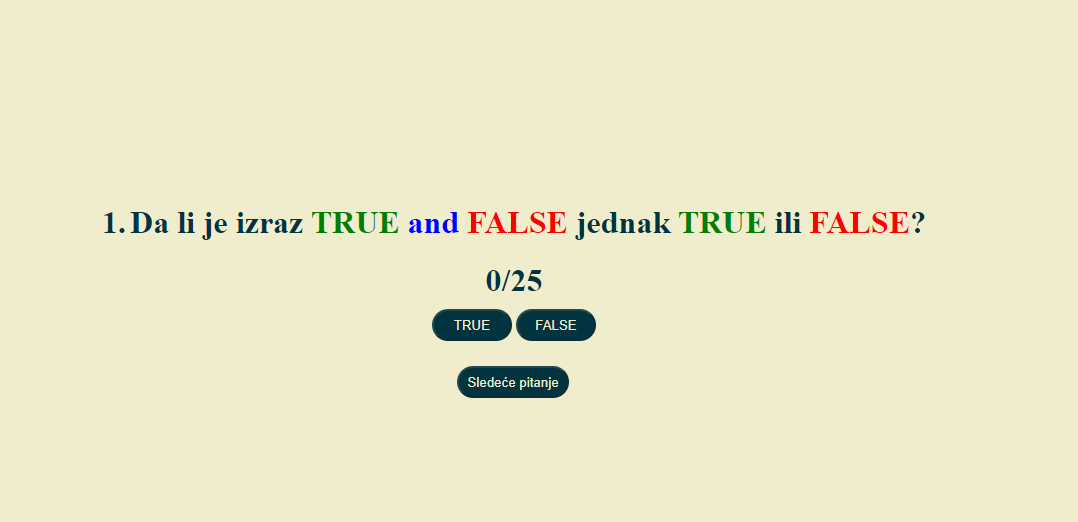 1. Da li je izraz TRUE and FALSE jednak TRUE ili FALSE?
0/25
TRUE FALSE
Sledeće pitanje